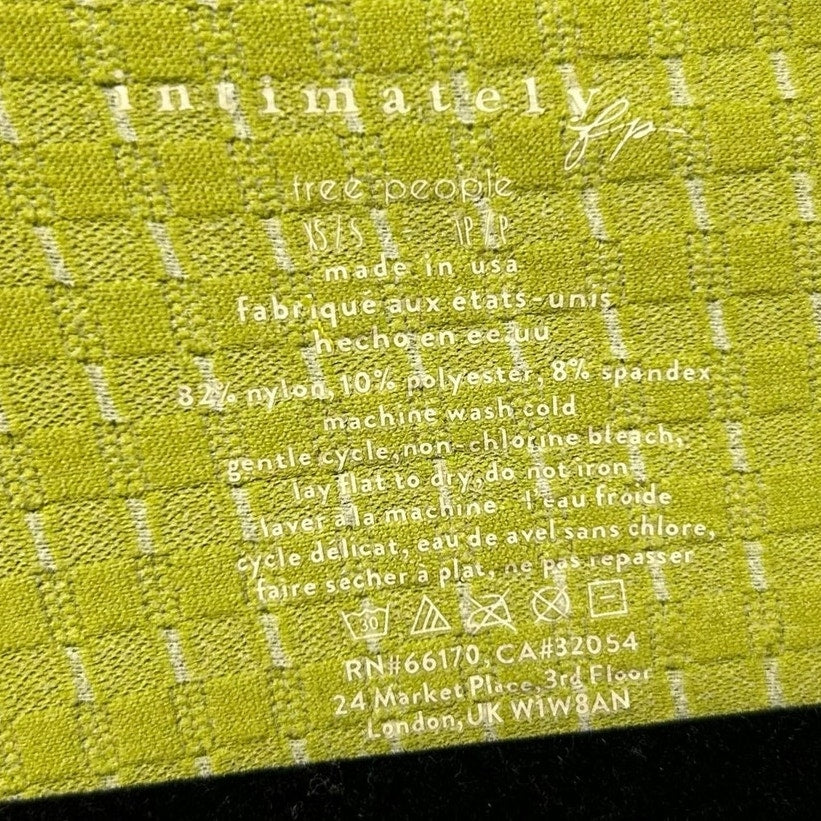 intimately
fp
free people
XS/S - TP/P
made in usa
fabriqué aux états-unis
hecho en ee.uu
82% nylon, 10% polyester, 8% spandex
machine wash cold
gentle cycle, non-chlorine bleach,
lay flat to dry, do not iron
laver à la machine l'eau froide
cycle délicat, eau de avel sans chlore,
faire sécher à plat, ne pas repasser
30
RN#66170, CA#32054
24 Market Place, 3rd Floor
London, UK W1W8AN